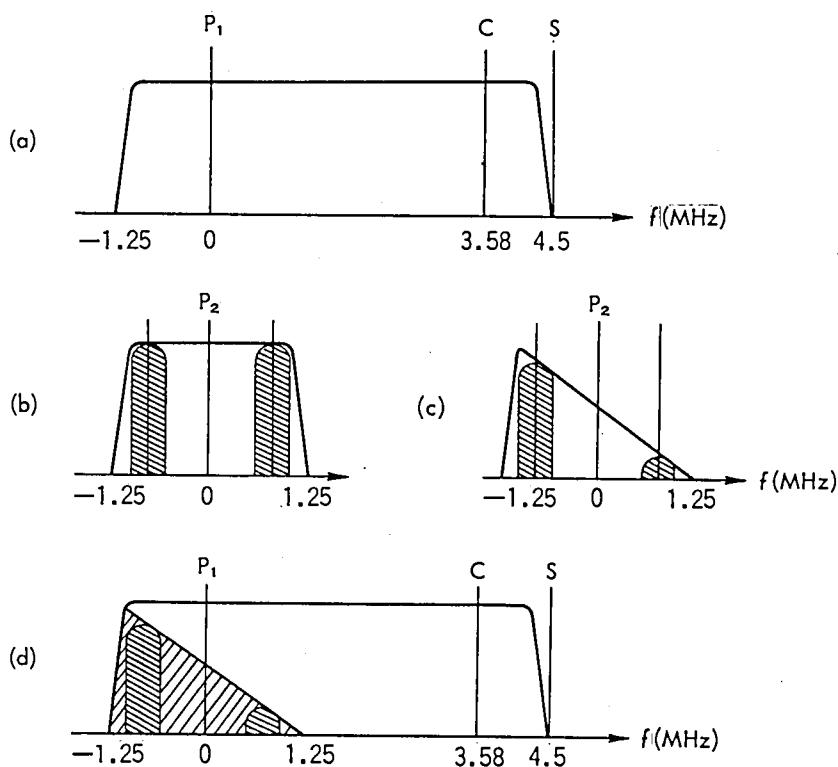 P₁ C S
(a)
f(MHz)
−1.25 0 3.58 4.5
P₂ P₂
(b) (c)
−1.25 0 1.25 −1.25 0 1.25 f(MHz)
P₁ C S
(d)
−1.25 0 1.25 3.58 4.5 f(MHz)